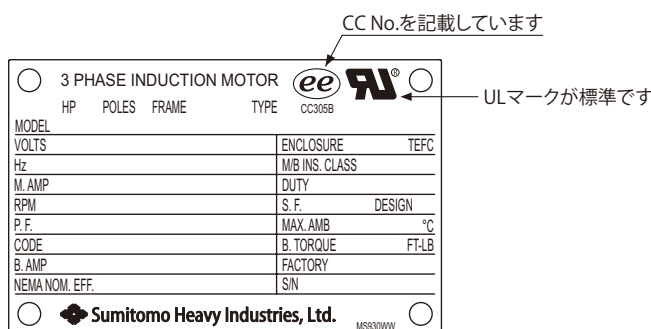 CC No.を記載しています
3 PHASE INDUCTION MOTOR ee RU®
HP POLES FRAME TYPE CC305B
ULマークが標準です
MODEL
VOLTS ENCLOSURE TEFC
Hz M/B INS. CLASS
M. AMP DUTY
RPM S. F. DESIGN
P. F. MAX. AMB °C
CODE B. TORQUE FT-LB
B. AMP FACTORY
NEMA NOM. EFF. S/N
Sumitomo Heavy Industries, Ltd. MS930WW